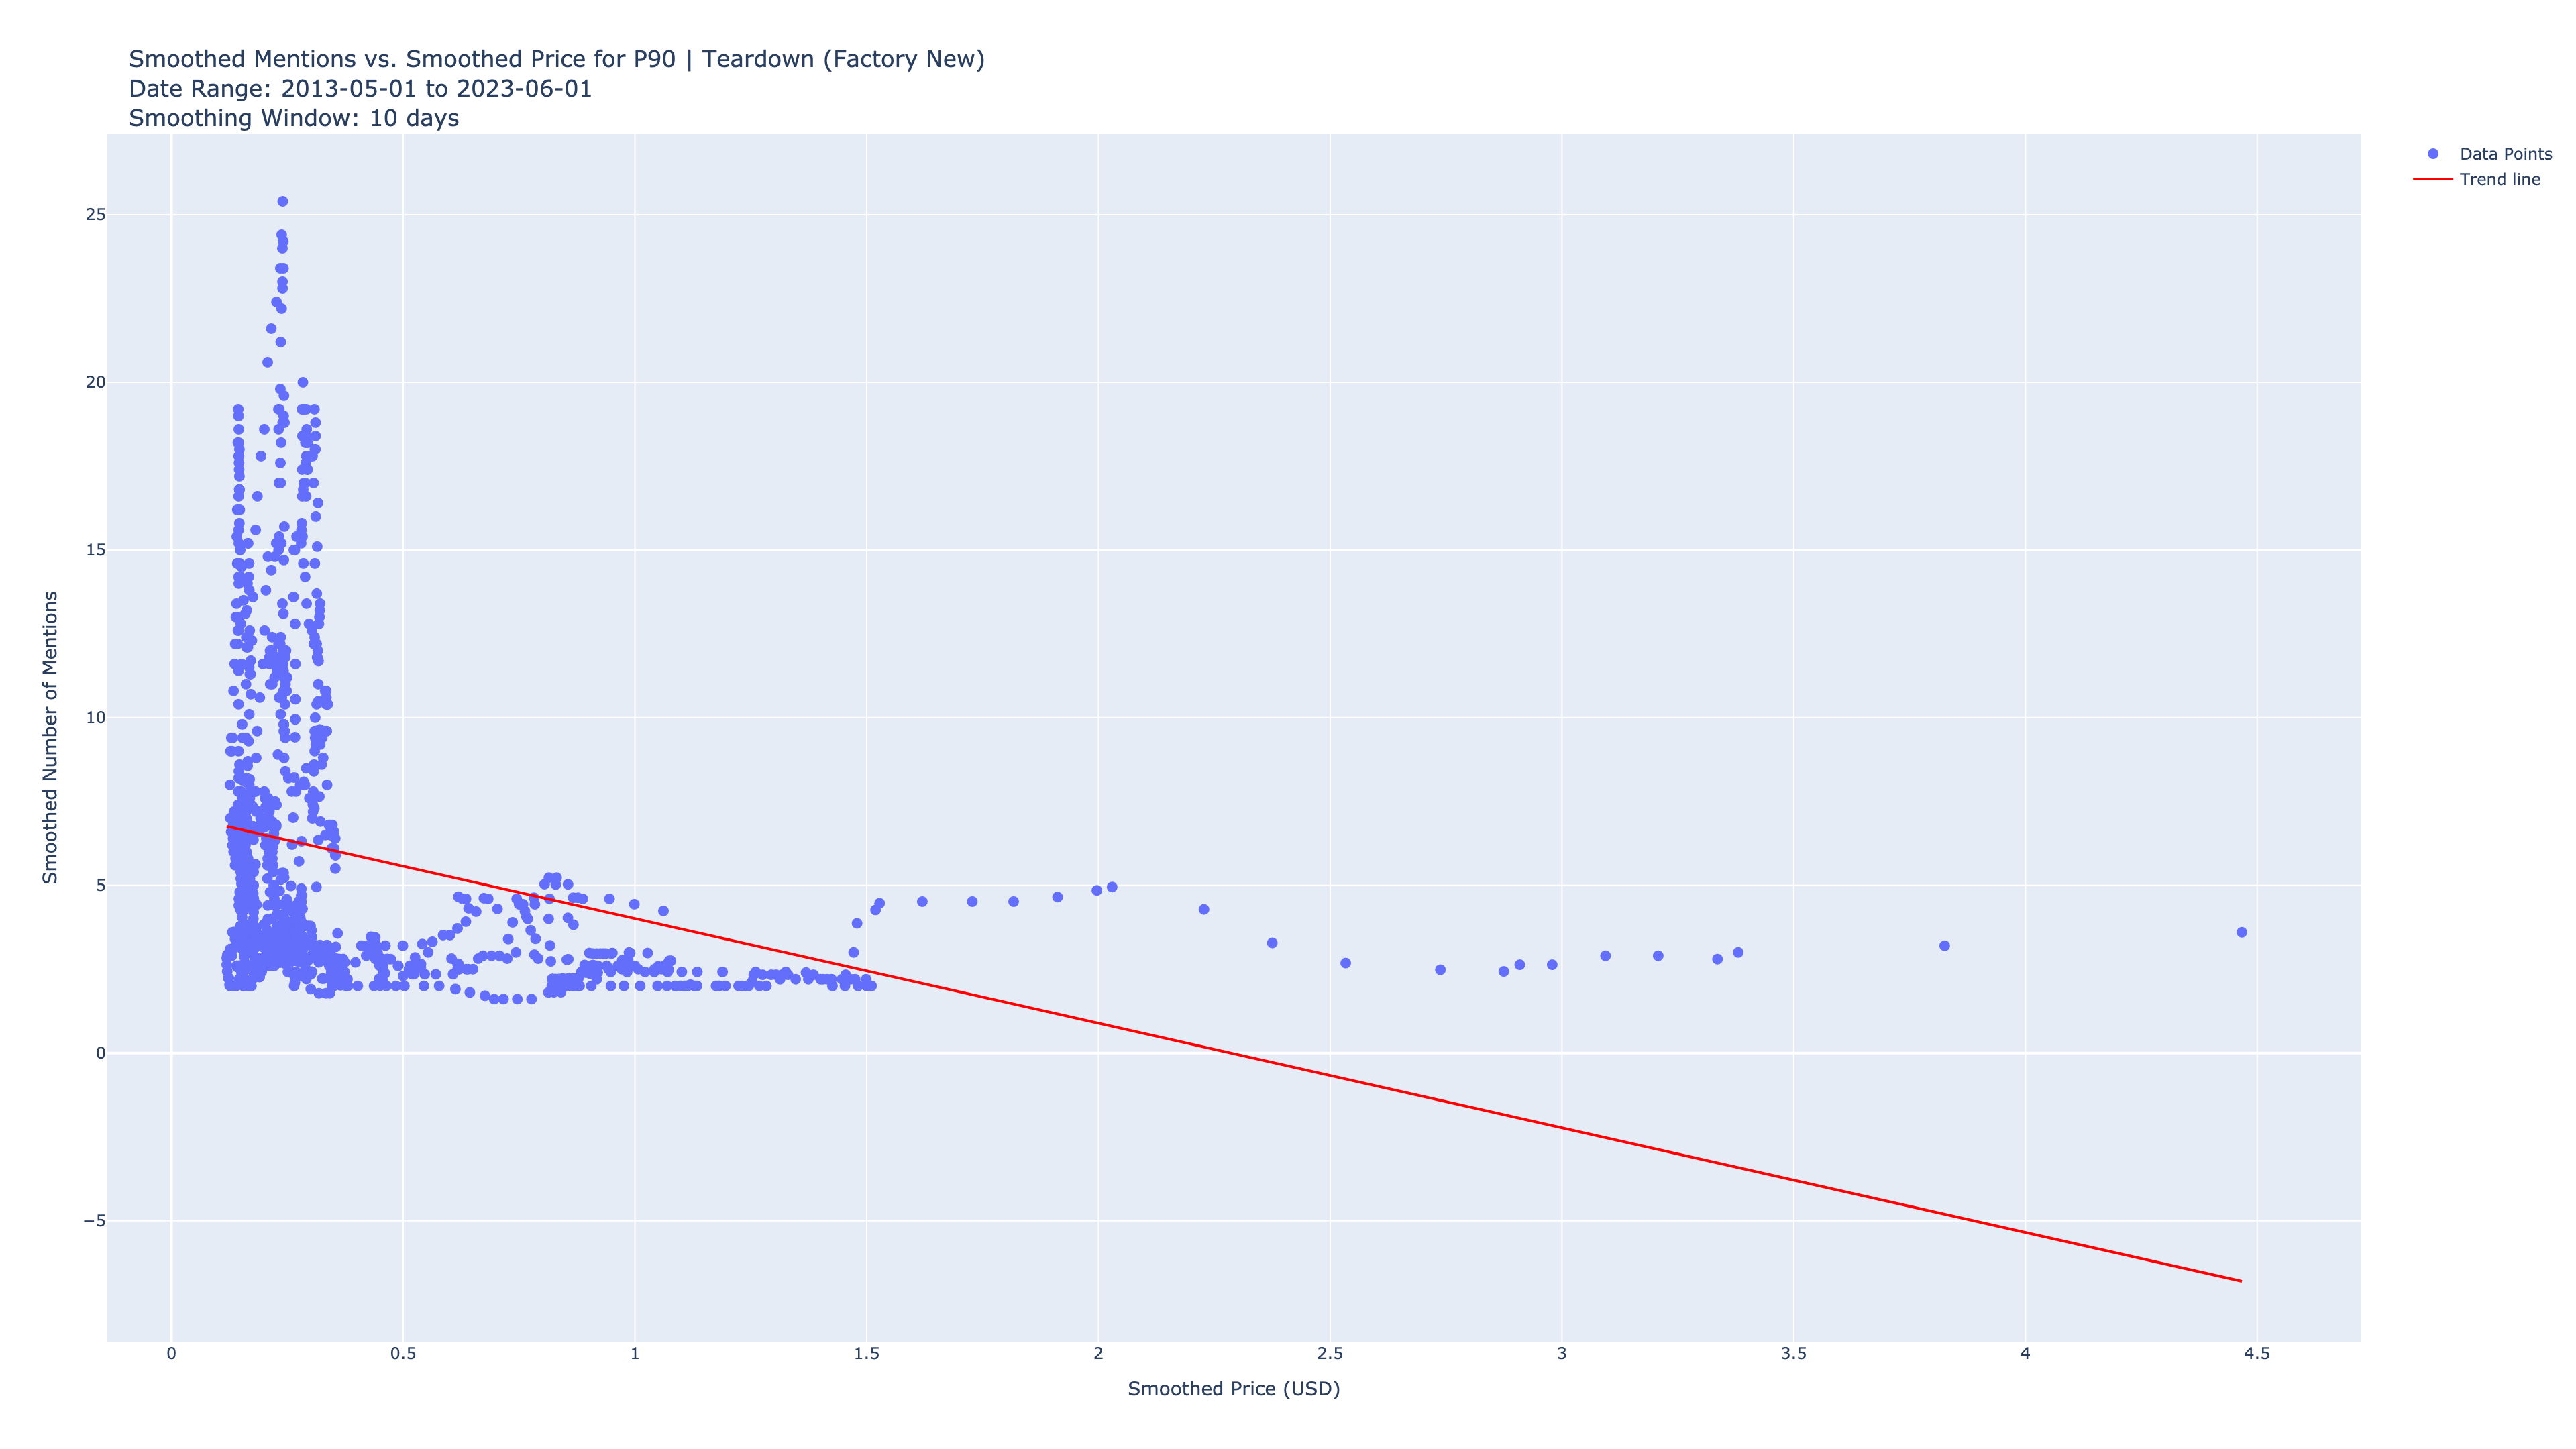 Smoothed Mentions vs. Smoothed Price for P90 | Teardown (Factory New)
Date Range: 2013-05-01 to 2023-06-01
Smoothing Window: 10 days
Data Points
Trend line
25
20
15
10
5
0
−5
Smoothed Number of Mentions
0
0.5
1
1.5
2
2.5
3
3.5
4
4.5
Smoothed Price (USD)